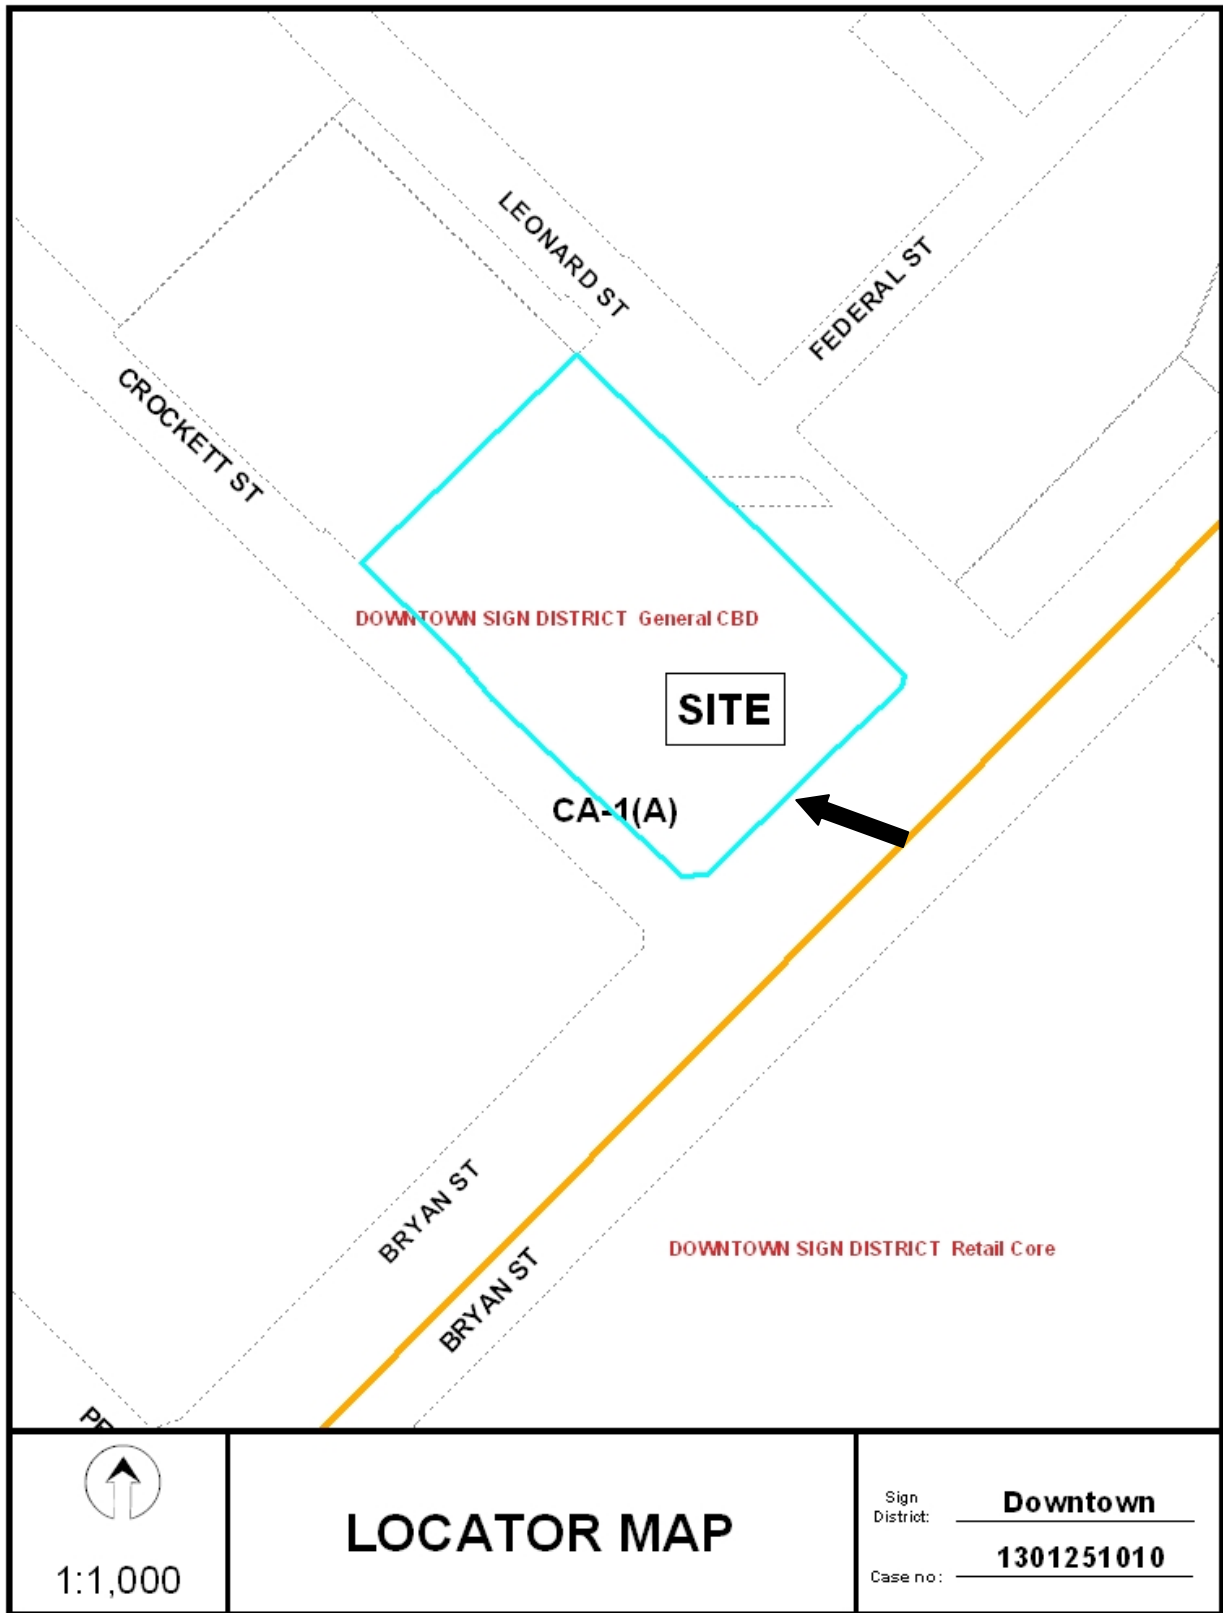 LEONARD ST
FEDERAL ST
CROCKETT ST
DOWNTOWN SIGN DISTRICT General CBD
SITE
CA-1(A)
BRYAN ST
BRYAN ST
DOWNTOWN SIGN DISTRICT Retail Core
1:1,000
LOCATOR MAP
Sign District: Downtown
Case no: 1301251010